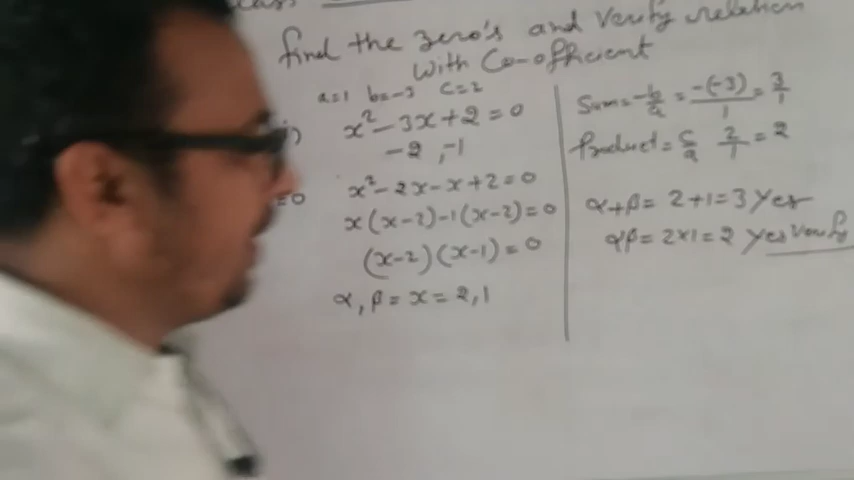 find the zero's and Verify relation
with Co-officient
a=1 b=-3 c=2
x² - 3x + 2 = 0
-2, -1
x² - 2x - x + 2 = 0
=0
x(x-2) -1(x-2) = 0
(x-2) (x-1) = 0
α, β = x = 2, 1
Sum = -b/a = -(-3)/1 = 3/1
Product = c/a 2/1 = 2
α+β = 2+1 = 3 Yes
αβ = 2×1 = 2 Yes Verify